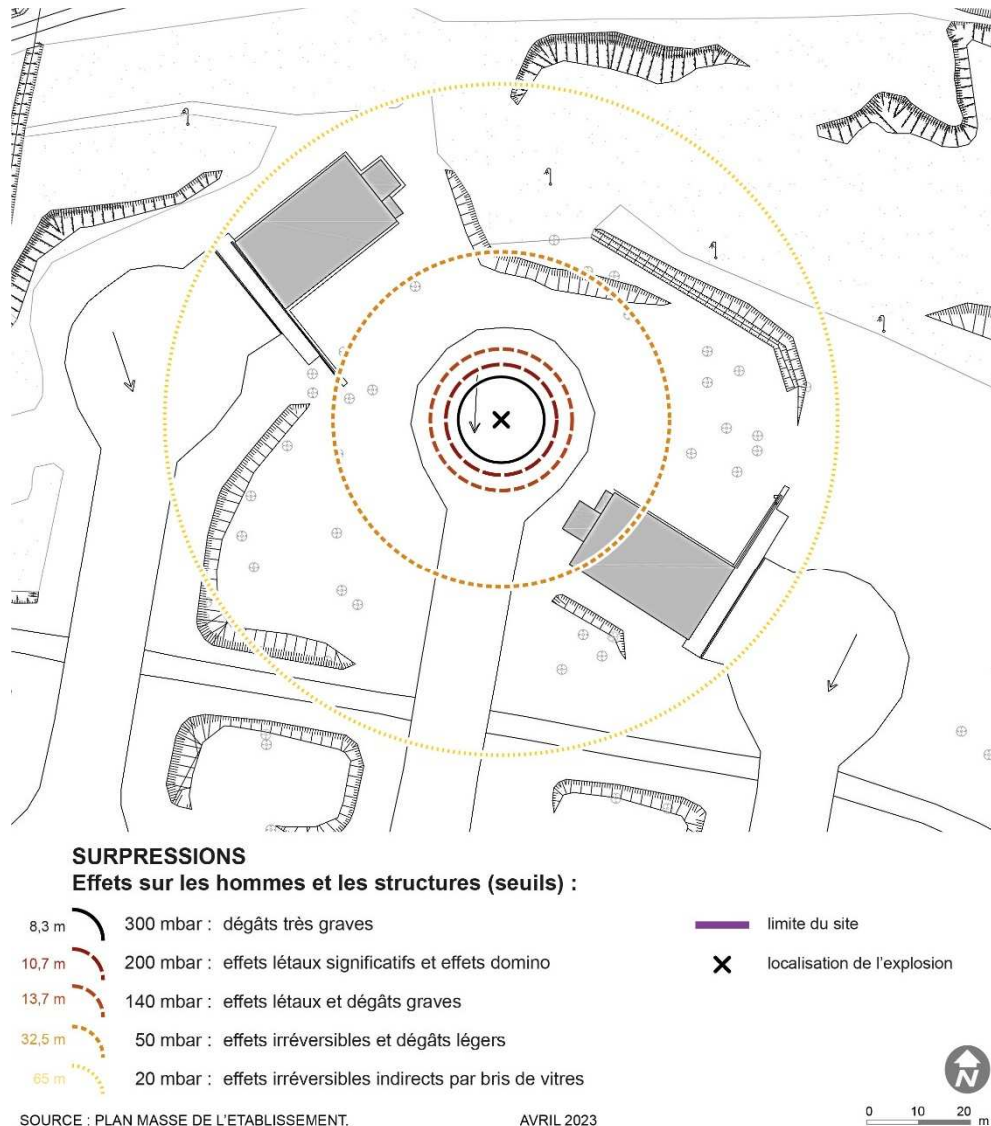 SURPRESSIONS
Effets sur les hommes et les structures (seuils) :
8,3 m 300 mbar : dégâts très graves
10,7 m 200 mbar : effets létaux significatifs et effets domino
13,7 m 140 mbar : effets létaux et dégâts graves
32,5 m 50 mbar : effets irréversibles et dégâts légers
65 m 20 mbar : effets irréversibles indirects par bris de vitres
limite du site
localisation de l'explosion
N
0 10 20
m
SOURCE : PLAN MASSE DE L'ETABLISSEMENT. AVRIL 2023